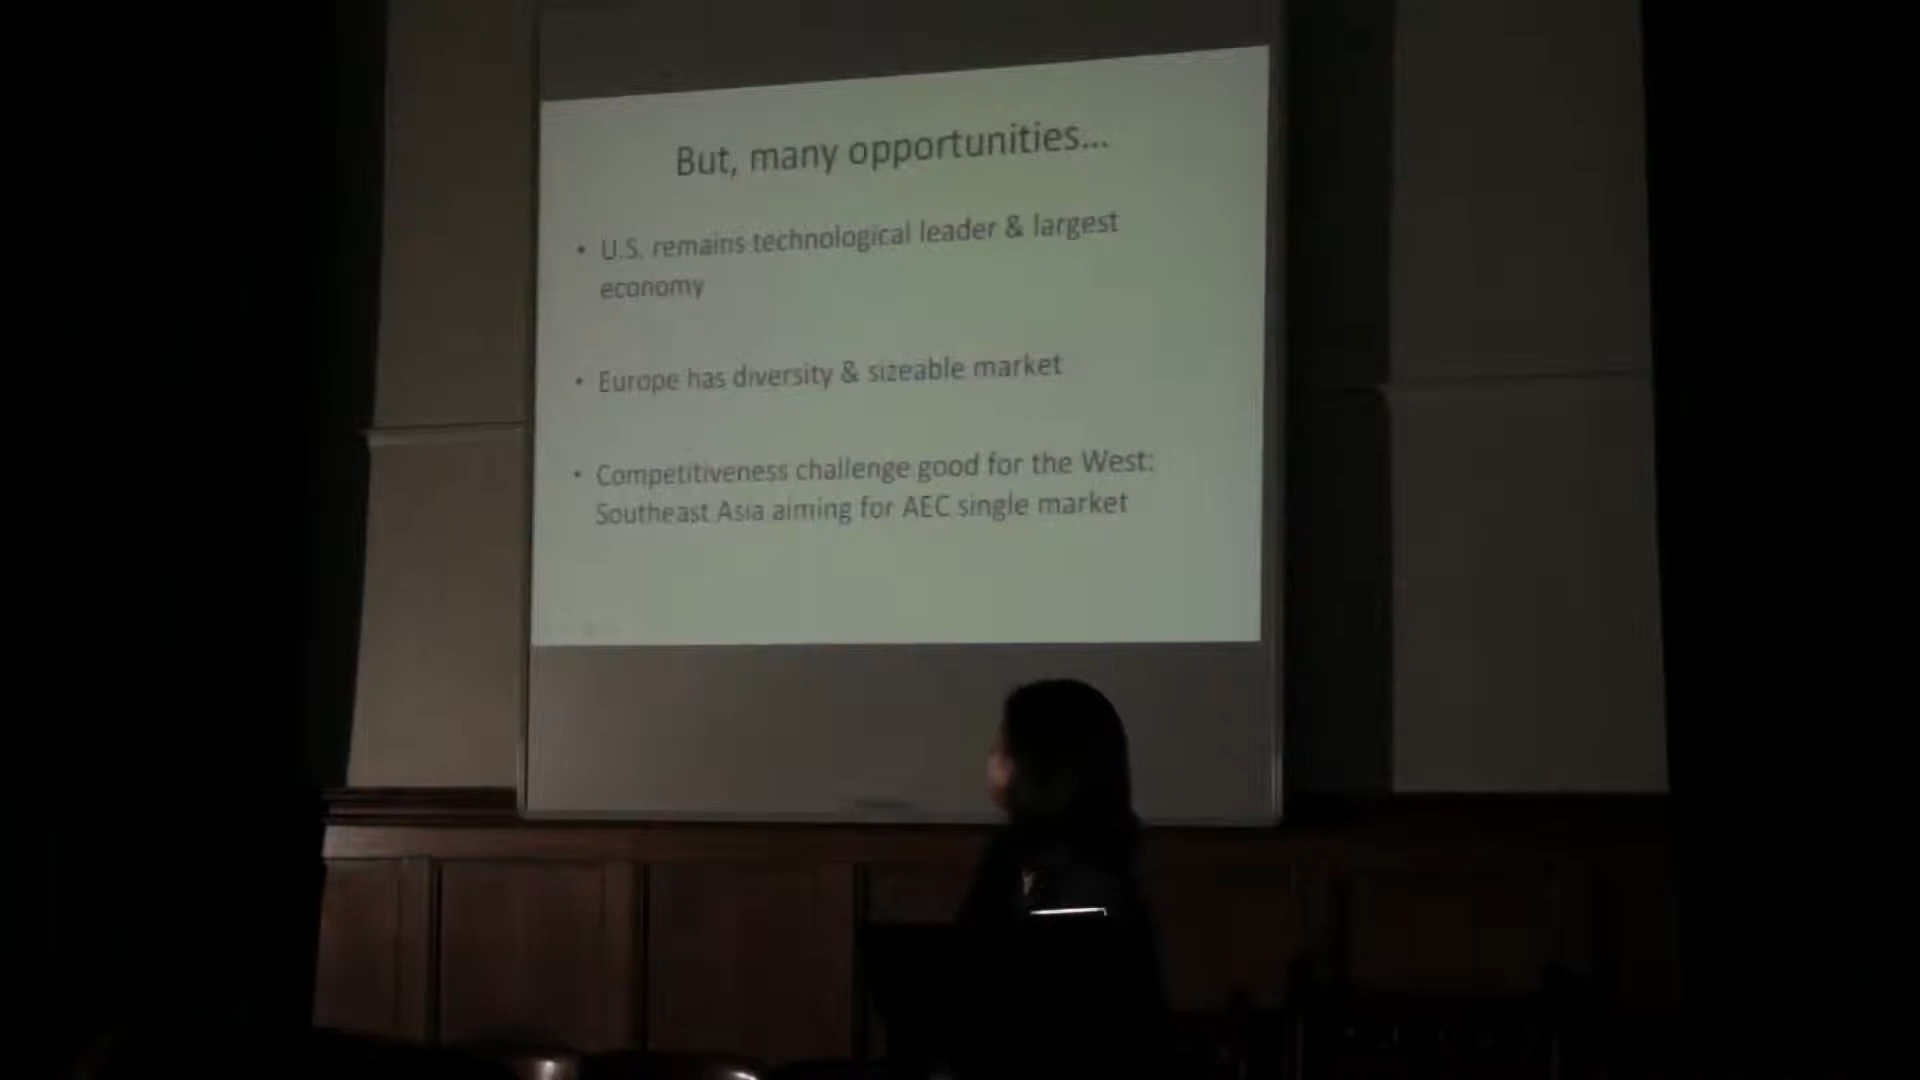 But, many opportunities...
• U.S. remains technological leader & largest
economy
• Europe has diversity & sizeable market
• Competitiveness challenge good for the West:
Southeast Asia aiming for AEC single market